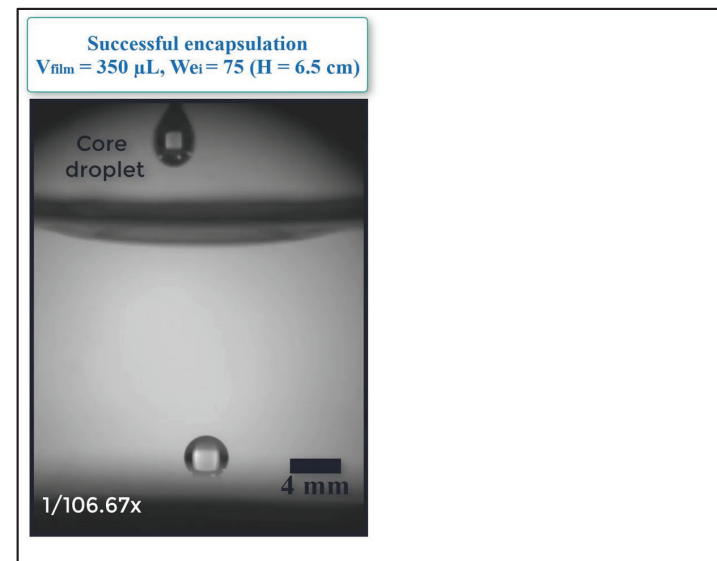 Successful encapsulation
Vfilm = 350 μL, Wei = 75 (H = 6.5 cm)
Core
droplet
4 mm
1/106.67x